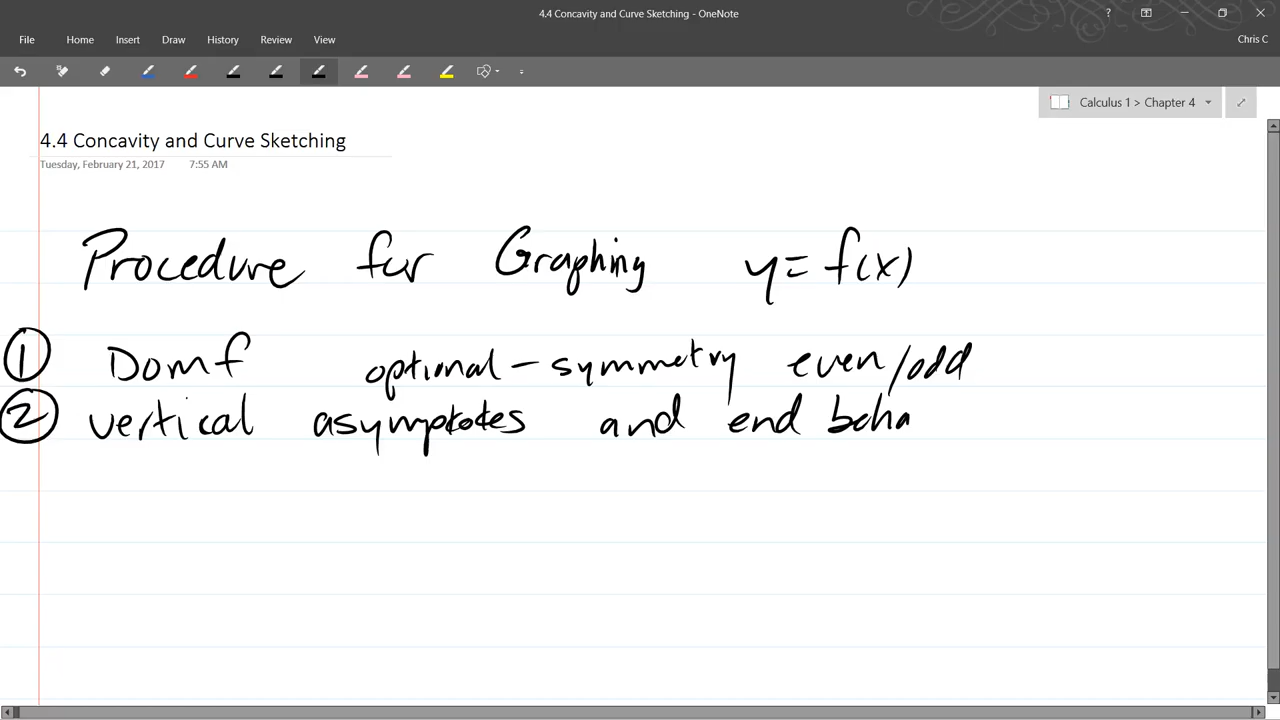 4.4 Concavity and Curve Sketching - OneNote
?
File Home Insert Draw History Review View
Chris C
Calculus 1 > Chapter 4
4.4 Concavity and Curve Sketching
Tuesday, February 21, 2017 7:55 AM
Procedure for Graphing y = f(x)
① Dom f optional - symmetry even/odd
② vertical asymptotes and end beha